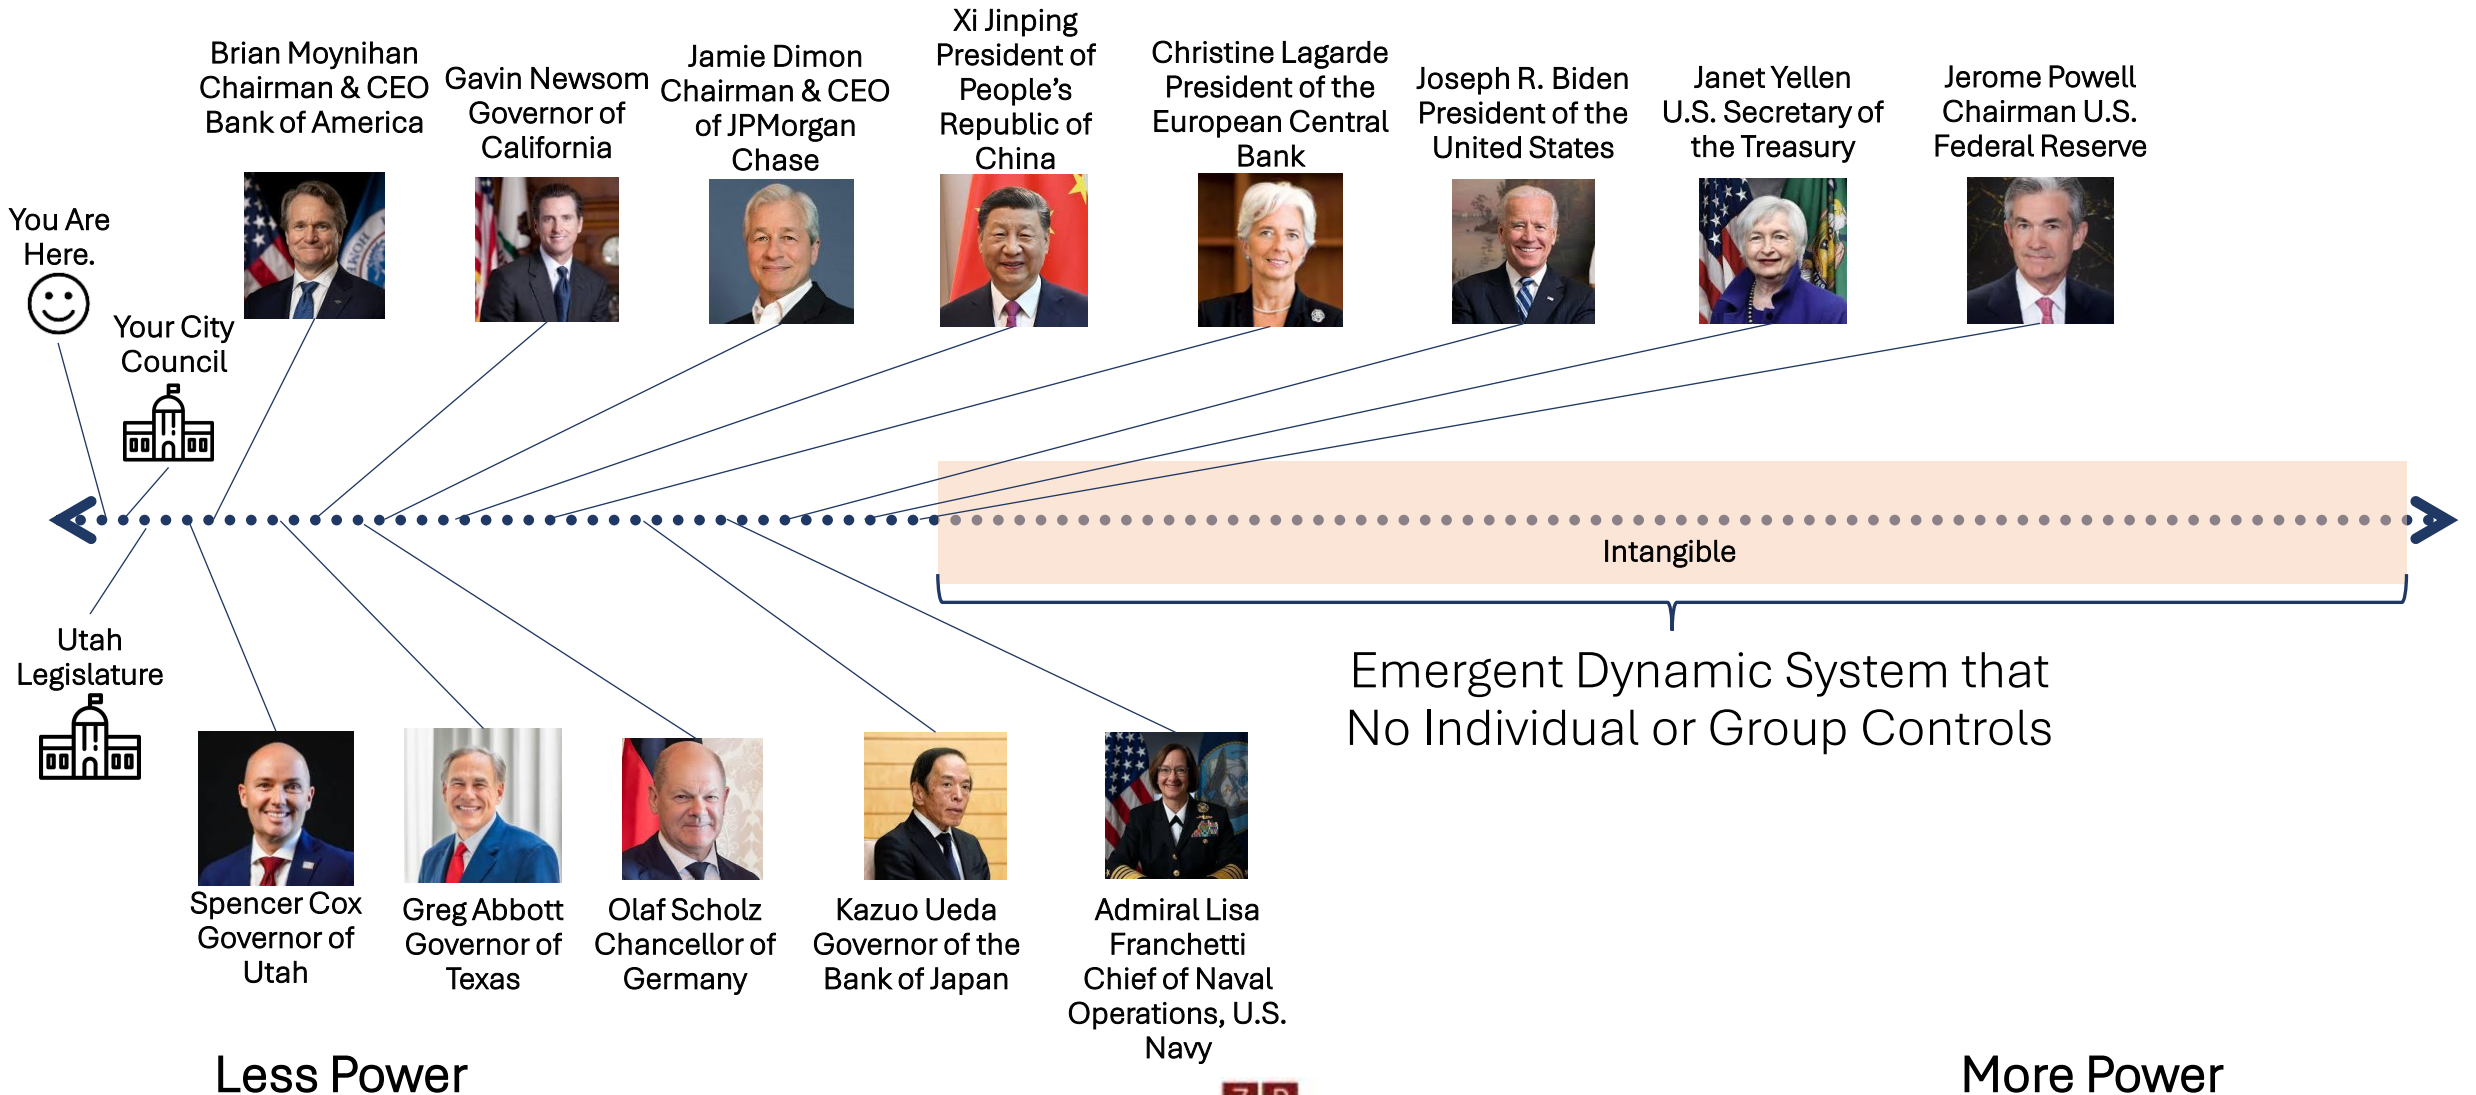 Brian Moynihan
Chairman & CEO
Bank of America
Gavin Newsom
Governor of
California
Jamie Dimon
Chairman & CEO
of JPMorgan
Chase
Xi Jinping
President of
People's
Republic of
China
Christine Lagarde
President of the
European Central
Bank
Joseph R. Biden
President of the
United States
Janet Yellen
U.S. Secretary of
the Treasury
Jerome Powell
Chairman U.S.
Federal Reserve
You Are
Here.
Your City
Council
Intangible
Emergent Dynamic System that
No Individual or Group Controls
Utah
Legislature
Spencer Cox
Governor of
Utah
Greg Abbott
Governor of
Texas
Olaf Scholz
Chancellor of
Germany
Kazuo Ueda
Governor of the
Bank of Japan
Admiral Lisa
Franchetti
Chief of Naval
Operations, U.S.
Navy
Less Power
More Power